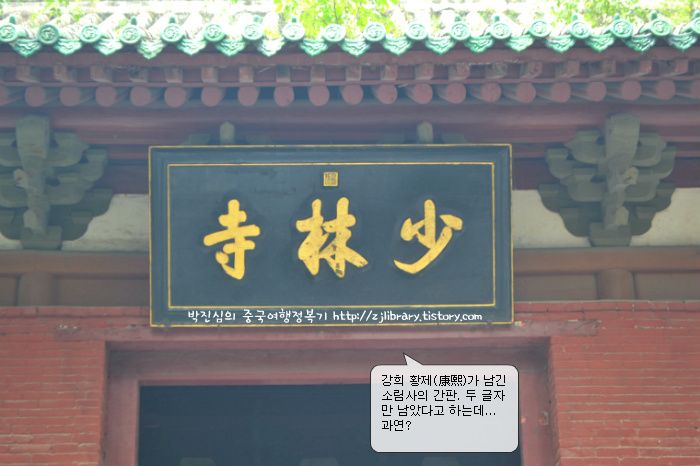 少林寺
박진심의 중국여행정복기 http://zjlibrary.tistory.com
강희 황제(康熙)가 남긴
소림사의 간판. 두 글자
만 남았다고 하는데...
과연?